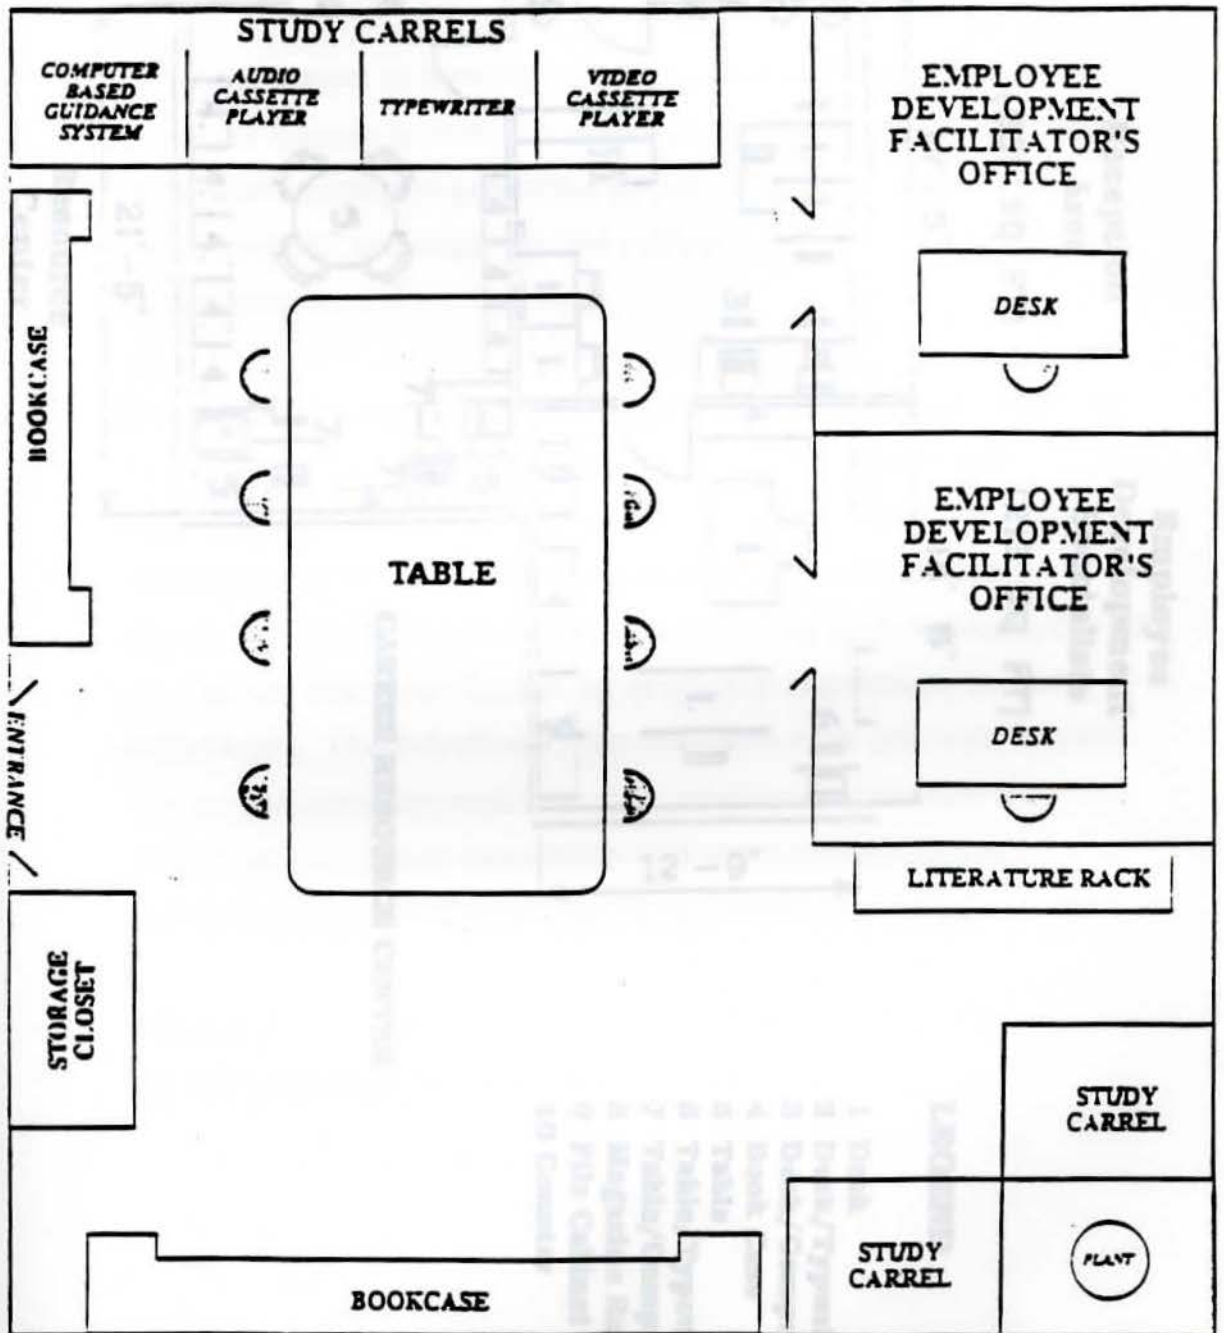 STUDY CARRELS
COMPUTER
BASED
GUIDANCE
SYSTEM
AUDIO
CASSETTE
PLAYER
TYPEWRITER
VIDEO
CASSETTE
PLAYER
EMPLOYEE
DEVELOPMENT
FACILITATOR'S
OFFICE
DESK
BOOKCASE
TABLE
EMPLOYEE
DEVELOPMENT
FACILITATOR'S
OFFICE
DESK
ENTRANCE
LITERATURE RACK
STORAGE
CLOSET
STUDY
CARREL
STUDY
CARREL
PLANT
BOOKCASE